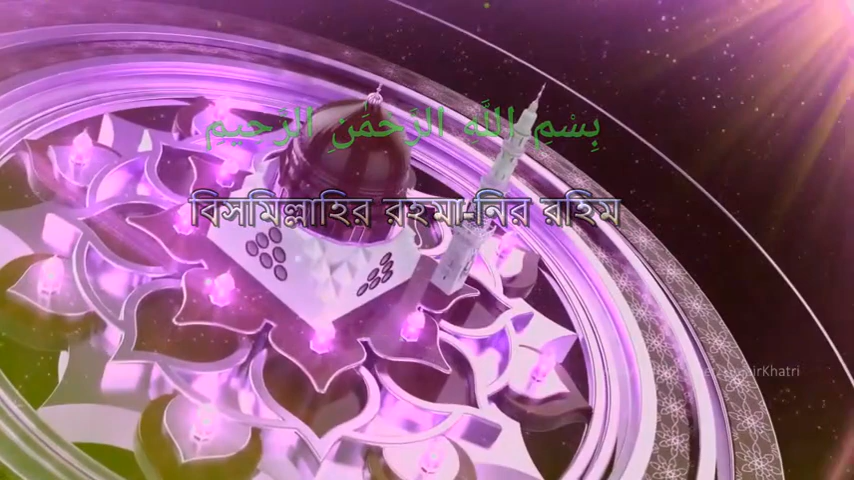 بِسْمِ اللَّهِ الرَّحْمَنِ الرَّحِيمِ
বিসমিল্লাহির রহমা-নির রহিম